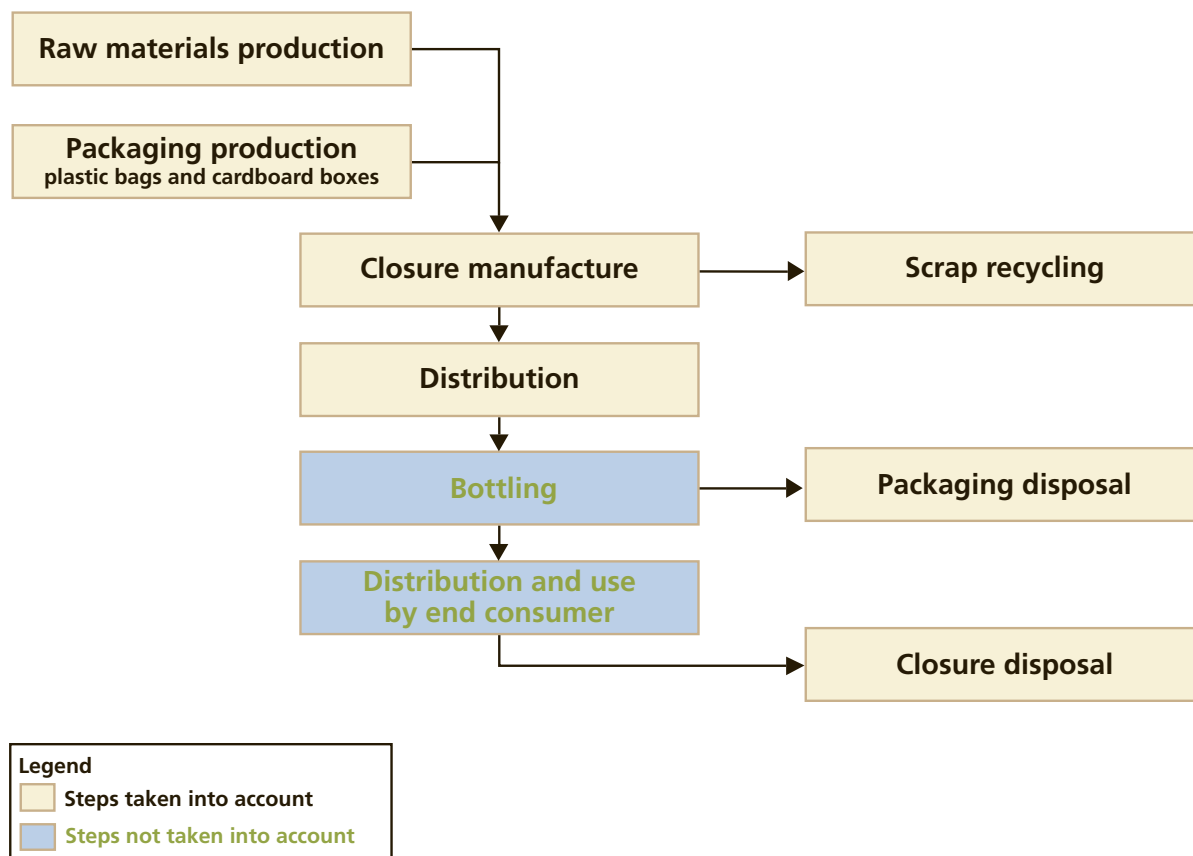 Raw materials production
Packaging production
plastic bags and cardboard boxes
Closure manufacture
Scrap recycling
Distribution
Bottling
Packaging disposal
Distribution and use
by end consumer
Closure disposal
Legend
Steps taken into account
Steps not taken into account